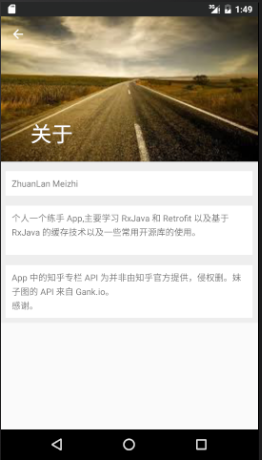 3G 1:49
关于
ZhuanLan Meizhi
个人一个练手 App,主要学习 RxJava 和 Retrofit 以及基于
RxJava 的缓存技术以及一些常用开源库的使用。
App 中的知乎专栏 API 为并非由知乎官方提供，侵权删。妹
子图的 API 来自 Gank.io。
感谢。